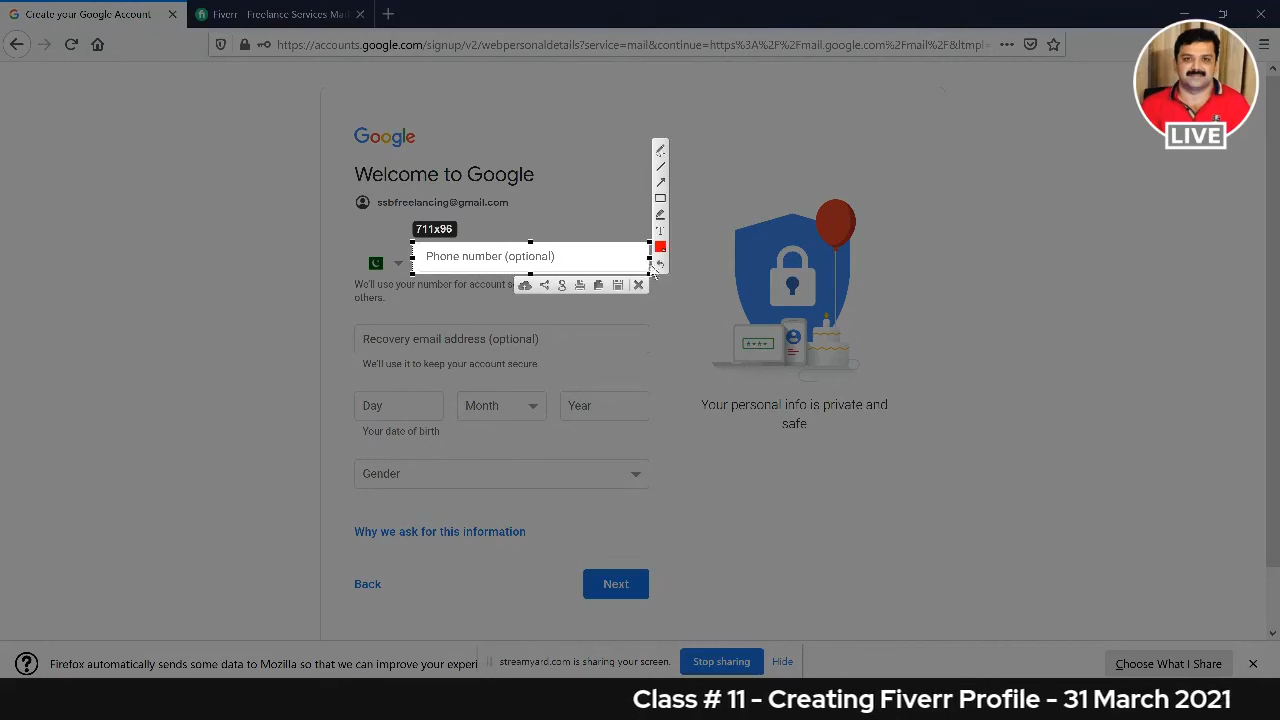 Create your Google Account
Fiverr - Freelance Services Mar
https://accounts.google.com/signup/v2/webpersonaldetails?service=mail&continue=https%3A%2F%2Fmail.google.com%2Fmail%2F&ltmpl=
LIVE
Google
Welcome to Google
ssbfreelancing@gmail.com
711x96
Phone number (optional)
We'll use your number for account s
others.
Recovery email address (optional)
We'll use it to keep your account secure
Day
Month
Year
Your date of birth
Gender
Your personal info is private and
safe
Why we ask for this information
Back
Next
Firefox automatically sends some data to Mozilla so that we can improve your experi
streamyard.com is sharing your screen.
Stop sharing
Hide
Choose What I Share
Class # 11 - Creating Fiverr Profile - 31 March 2021